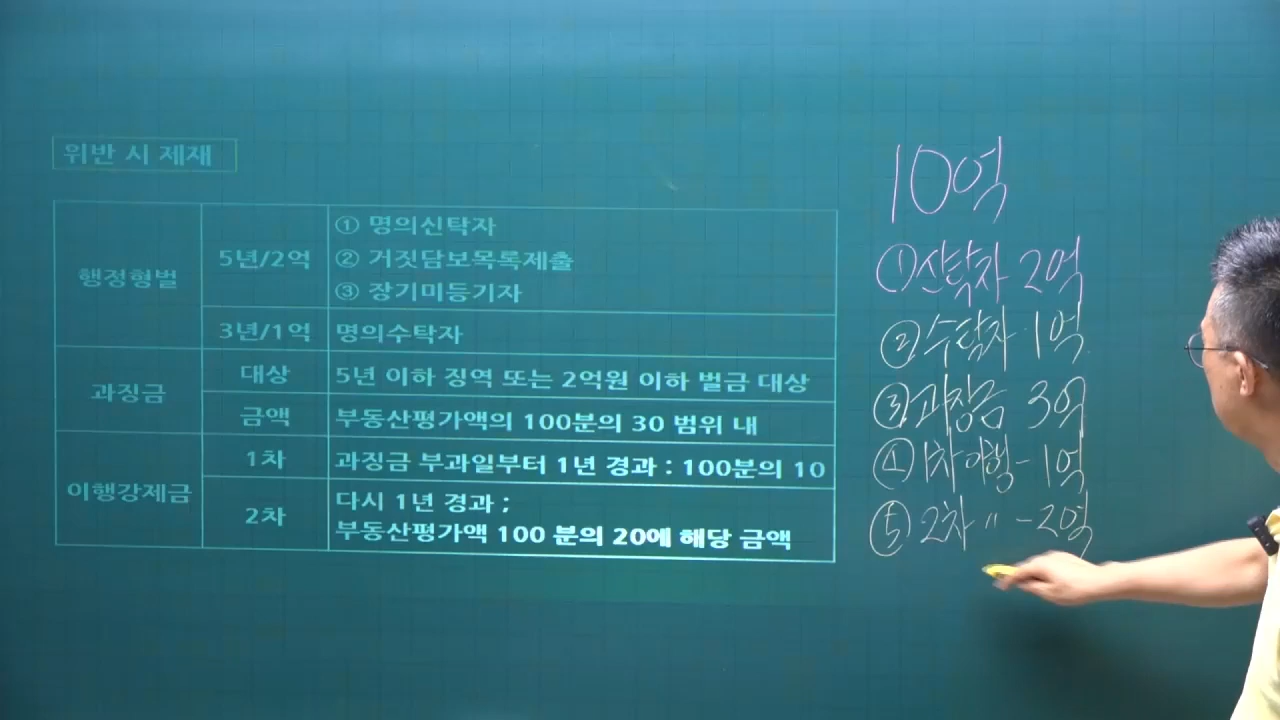 위반 시 제재
행정형벌
5년/2억
① 명의신탁자
② 거짓담보목록제출
③ 장기미등기자
3년/1억
명의수탁자
과징금
대상
5년 이하 징역 또는 2억원 이하 벌금 대상
금액
부동산평가액의 100분의 30 범위 내
이행강제금
1차
과징금 부과일부터 1년 경과 : 100분의 10
2차
다시 1년 경과 ;
부동산평가액 100 분의 20에 해당 금액
10억
① 신탁자 2억
② 수탁자 1억
③ 과징금 3억
④ 1차 이행 - 1억
⑤ 2차 〃 - 2억